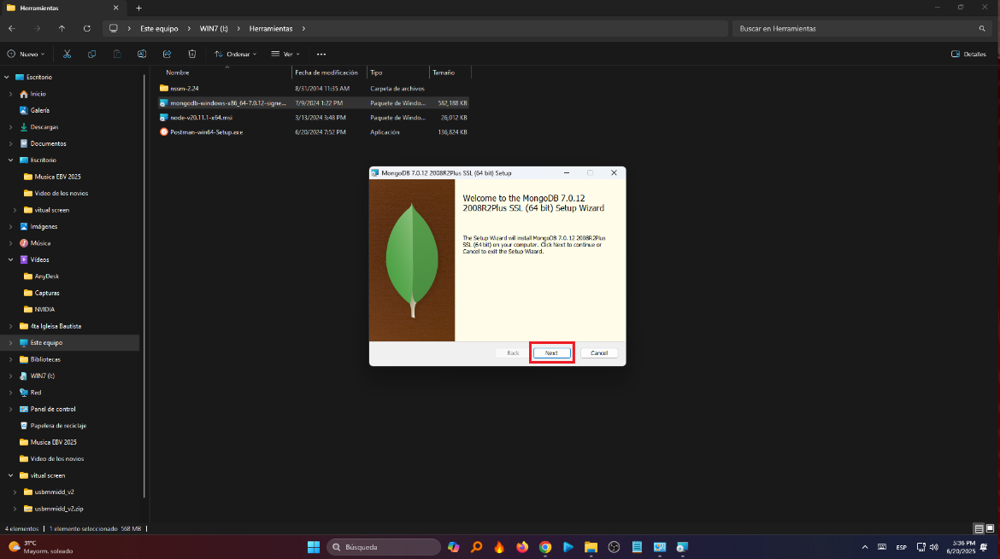 Herramientas
Este equipo
WIN7 (I:)
Herramientas
Buscar en Herramientas
Nuevo
Ordenar
Ver
Detalles
Nombre
Fecha de modificación
Tipo
Tamaño
nssm-2.24
8/31/2014 11:35 AM
Carpeta de archivos
mongodb-windows-x86_64-7.0.12-signe...
7/9/2024 1:22 PM
Paquete de Windo...
582,188 KB
node-v20.11.1-x64.msi
3/13/2024 3:48 PM
Paquete de Windo...
26,012 KB
Postman-win64-Setup.exe
6/20/2024 7:52 PM
Aplicación
136,824 KB
Escritorio
Inicio
Galería
Descargas
Documentos
Escritorio
Musica EBV 2025
Video de los novios
vitual screen
Imágenes
Música
Vídeos
AnyDesk
Capturas
NVIDIA
4ta Iglesia Bautista
Este equipo
Bibliotecas
WIN7 (I:)
Red
Panel de control
Papelera de reciclaje
Musica EBV 2025
Video de los novios
vitual screen
usbmmidd_v2
usbmmidd_v2.zip
MongoDB 7.0.12 2008R2Plus SSL (64 bit) Setup
Welcome to the MongoDB 7.0.12
2008R2Plus SSL (64 bit) Setup Wizard
The Setup Wizard will install MongoDB 7.0.12 2008R2Plus
SSL (64 bit) on your computer. Click Next to continue or
Cancel to exit the Setup Wizard.
Back
Next
Cancel
4 elementos
1 elemento seleccionado 568 MB
31°C
Mayorm. soleado
Búsqueda
ESP
5:36 PM
6/20/2025